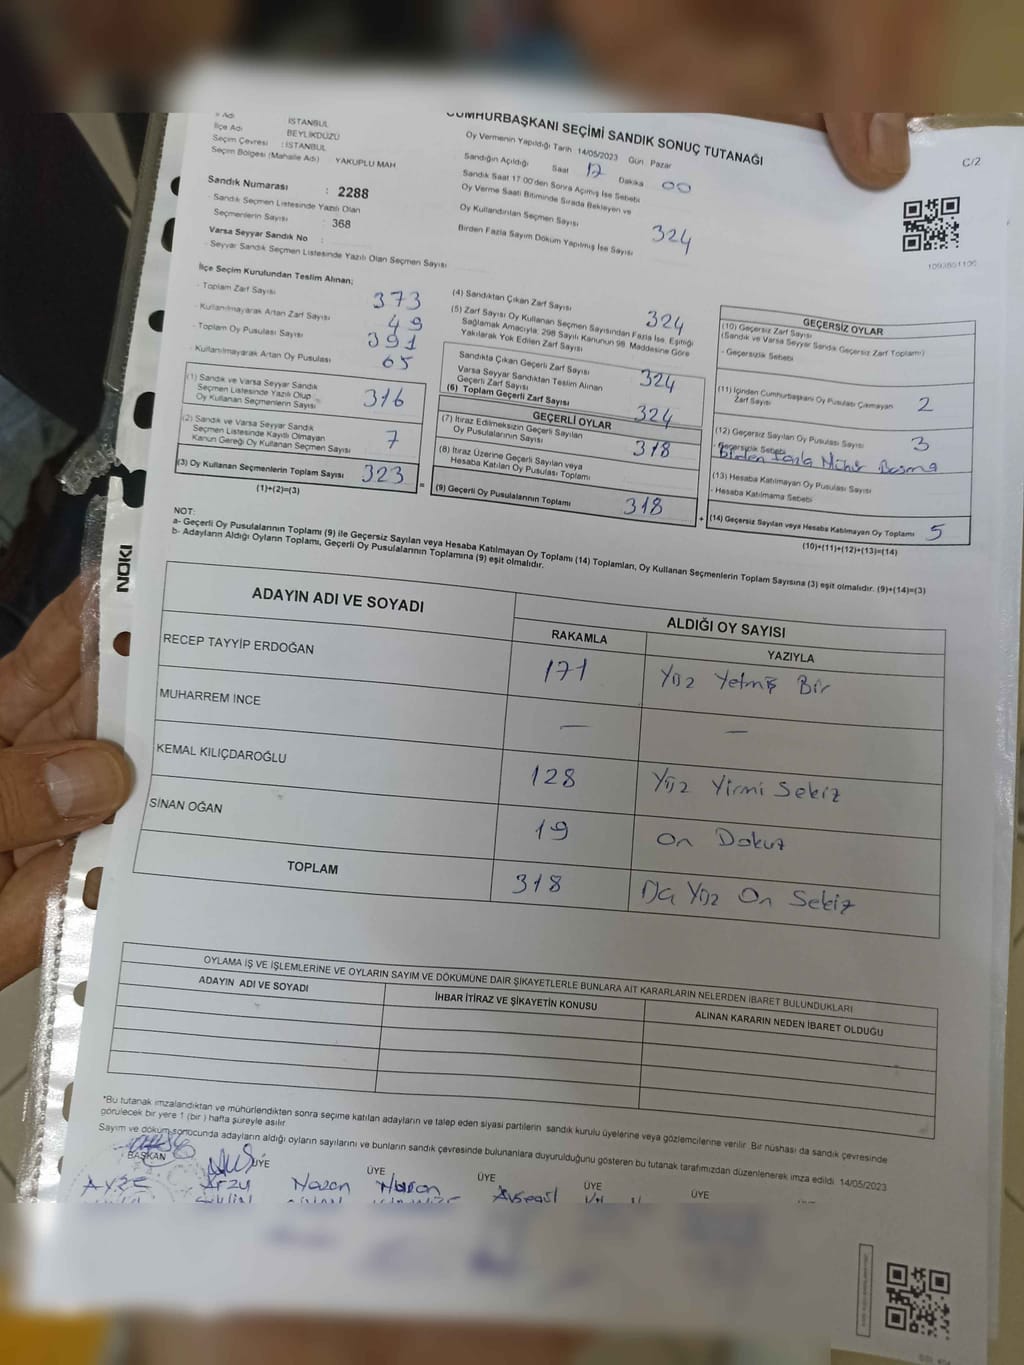 CUMHURBAŞKANI SEÇİMİ SANDIK SONUÇ TUTANAĞI
C/2
İl Adı İSTANBUL
İlçe Adı BEYLİKDÜZÜ
Seçim Çevresi : İSTANBUL
Seçim Bölgesi (Mahalle Adı) YAKUPLU MAH
Sandık Numarası : 2288
- Sandık Seçmen Listesinde Yazılı Olan
Seçmenlerin Sayısı : 368
Varsa Seyyar Sandık No :
- Seyyar Sandık Seçmen Listesinde Yazılı Olan Seçmen Sayısı
Oy Vermenin Yapıldığı Tarih 14/05/2023 Gün Pazar
Sandığın Açıldığı Saat 17 Dakika 00
Sandık Saat 17 00'den Sonra Açılmış İse Sebebi
Oy Verme Saati Bitiminde Sırada Bekleyen ve
Oy Kullandırılan Seçmen Sayısı
Birden Fazla Sayım Döküm Yapılmış İse Sayısı 324
1093851106
İlçe Seçim Kurulundan Teslim Alınan;
- Toplam Zarf Sayısı 373
- Kullanılmayarak Artan Zarf Sayısı 49
- Toplam Oy Pusulası Sayısı 391
- Kullanılmayarak Artan Oy Pusulası 65
(1) Sandık ve Varsa Seyyar Sandık
Seçmen Listesinde Yazılı Olup
Oy Kullanan Seçmenlerin Sayısı 316
(2) Sandık ve Varsa Seyyar Sandık
Seçmen Listesinde Kayıtlı Olmayan
Kanun Gereği Oy Kullanan Seçmen Sayısı 7
(3) Oy Kullanan Seçmenlerin Toplam Sayısı 323
(1)+(2)=(3)
=
(4) Sandıktan Çıkan Zarf Sayısı 324
(5) Zarf Sayısı Oy Kullanan Seçmen Sayısından Fazla İse, Eşitliği
Sağlamak Amacıyla; 298 Sayılı Kanunun 98. Maddesine Göre
Yakılarak Yok Edilen Zarf Sayısı
Sandıkta Çıkan Geçerli Zarf Sayısı 324
Varsa Seyyar Sandıktan Teslim Alınan
Geçerli Zarf Sayısı
(6) Toplam Geçerli Zarf Sayısı 324
GEÇERLİ OYLAR
(7) İtiraz Edilmeksizin Geçerli Sayılan
Oy Pusulalarının Sayısı 318
(8) İtiraz Üzerine Geçerli Sayılan veya
Hesaba Katılan Oy Pusulası Toplamı
(9) Geçerli Oy Pusulalarının Toplamı 318
+
GEÇERSİZ OYLAR
(10) Geçersiz Zarf Sayısı
(Sandık ve Varsa Seyyar Sandık Geçersiz Zarf Toplamı)
- Geçersizlik Sebebi
(11) İçinden Cumhurbaşkanı Oy Pusulası Çıkmayan
Zarf Sayısı 2
(12) Geçersiz Sayılan Oy Pusulası Sayısı 3
- Geçersizlik Sebebi
Birden Fazla Mühür Basma
(13) Hesaba Katılmayan Oy Pusulası Sayısı
- Hesaba Katılmama Sebebi
(14) Geçersiz Sayılan veya Hesaba Katılmayan Oy Toplamı 5
(10)+(11)+(12)+(13)=(14)
NOT:
a- Geçerli Oy Pusulalarının Toplamı (9) ile Geçersiz Sayılan veya Hesaba Katılmayan Oy Toplamı (14) Toplamları, Oy Kullanan Seçmenlerin Toplam Sayısına (3) eşit olmalıdır. (9)+(14)=(3)
b- Adayların Aldığı Oyların Toplamı, Geçerli Oy Pusulalarının Toplamına (9) eşit olmalıdır.
NOKI
ADAYIN ADI VE SOYADI
ALDIĞI OY SAYISI
RAKAMLA YAZIYLA
RECEP TAYYİP ERDOĞAN 171 Yüz Yetmiş Bir
MUHARREM İNCE — —
KEMAL KILIÇDAROĞLU 128 Yüz Yirmi Sekiz
SİNAN OĞAN 19 On Dokuz
TOPLAM 318 Yüz On Sekiz
OYLAMA İŞ VE İŞLEMLERİNE VE OYLARIN SAYIM VE DÖKÜMÜNE DAİR ŞİKAYETLERLE BUNLARA AİT KARARLARIN NELERDEN İBARET BULUNDUKLARI
ADAYIN ADI VE SOYADI İHBAR İTİRAZ VE ŞİKAYETİN KONUSU ALINAN KARARIN NEDEN İBARET OLDUĞU
*Bu tutanak imzalandıktan ve mühürlendikten sonra seçime katılan adayların ve talep eden siyasi partilerin sandık kurulu üyelerine veya gözlemcilerine verilir. Bir nüshası da sandık çevresinde
görülecek bir yere 1 (bir) hafta süreyle asılır.
Sayım ve döküm sonucunda adayların aldığı oyların sayılarını ve bunların sandık çevresinde bulunanlara duyurulduğunu gösteren bu tutanak tarafımızdan düzenlenerek imza edildi. 14/05/2023
BAŞKAN ÜYE ÜYE ÜYE ÜYE ÜYE
AYŞE Arzu Hasan